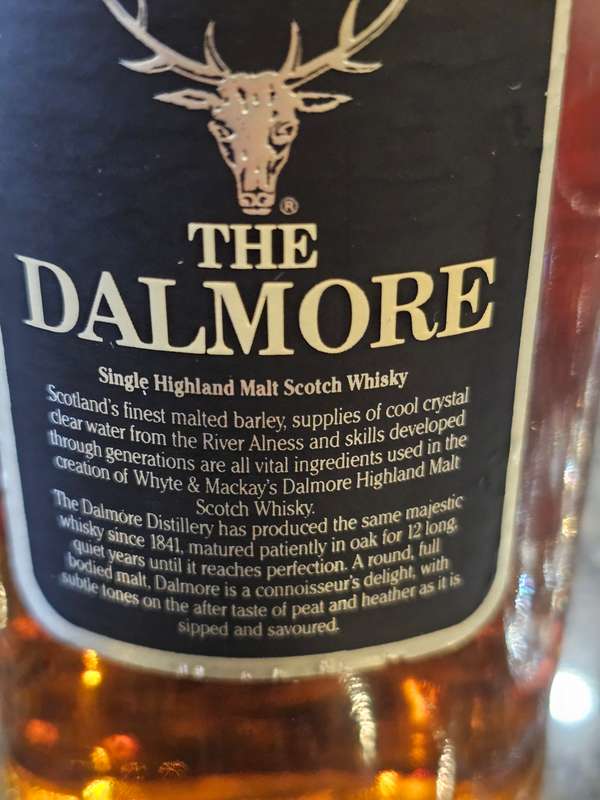 ®
THE
DALMORE
Single Highland Malt Scotch Whisky
Scotland's finest malted barley, supplies of cool crystal
clear water from the River Alness and skills developed
through generations are all vital ingredients used in the
creation of Whyte & Mackay's Dalmore Highland Malt
Scotch Whisky.
The Dalmore Distillery has produced the same majestic
whisky since 1841, matured patiently in oak for 12 long,
quiet years until it reaches perfection. A round, full
bodied malt, Dalmore is a connoisseur's delight, with
subtle tones on the after taste of peat and heather as it is
sipped and savoured.